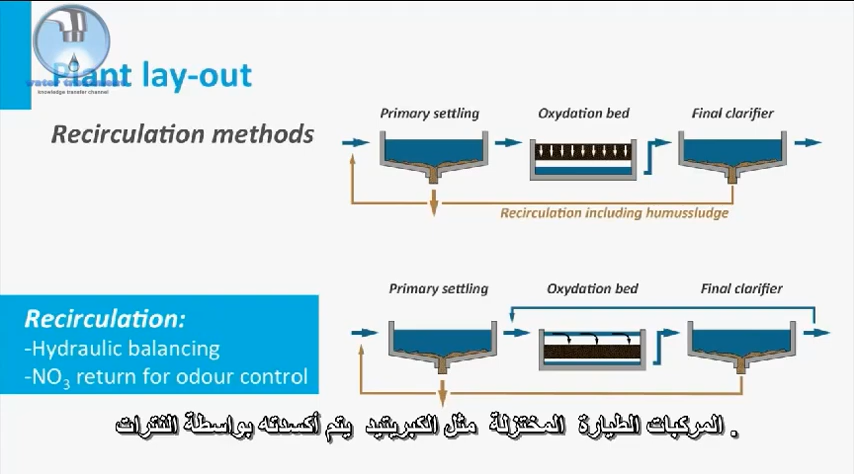 Plant lay-out
water treatment
knowledge transfer channel
Recirculation methods
Primary settling
Oxydation bed
Final clarifier
Recirculation including humussludge
Primary settling
Oxydation bed
Final clarifier
Recirculation:
-Hydraulic balancing
-NO3 return for odour control
المركبات الطيارة المختزلة مثل الكبريتيد يتم أكسدته بواسطة النترات .